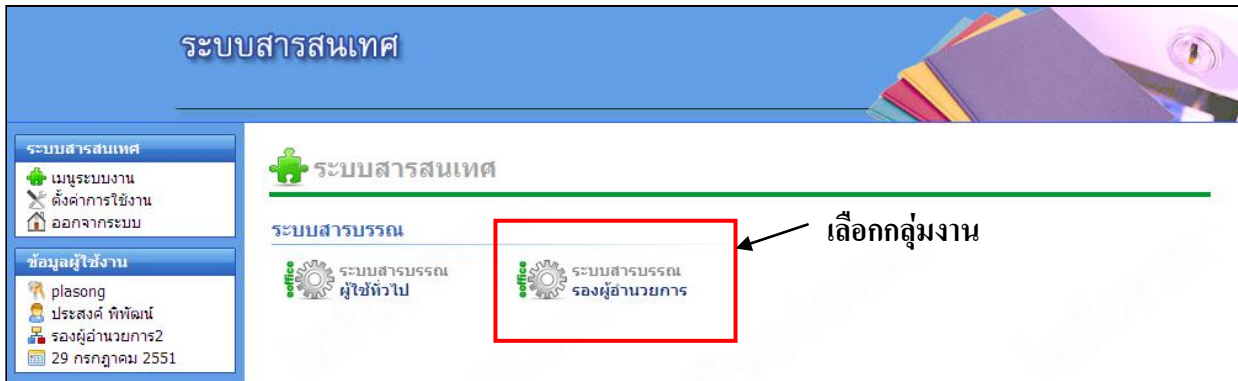 ระบบสารสนเทศ
ระบบสารสนเทศ
เมนูระบบงาน
ตั้งค่าการใช้งาน
ออกจากระบบ
ข้อมูลผู้ใช้งาน
plasong
ประสงค์ พิพัฒน์
รองผู้อำนวยการ2
29 กรกฎาคม 2551
ระบบสารสนเทศ
ระบบสารบรรณ
office
ระบบสารบรรณ
ผู้ใช้ทั่วไป
office
ระบบสารบรรณ
รองผู้อำนวยการ
เลือกกลุ่มงาน